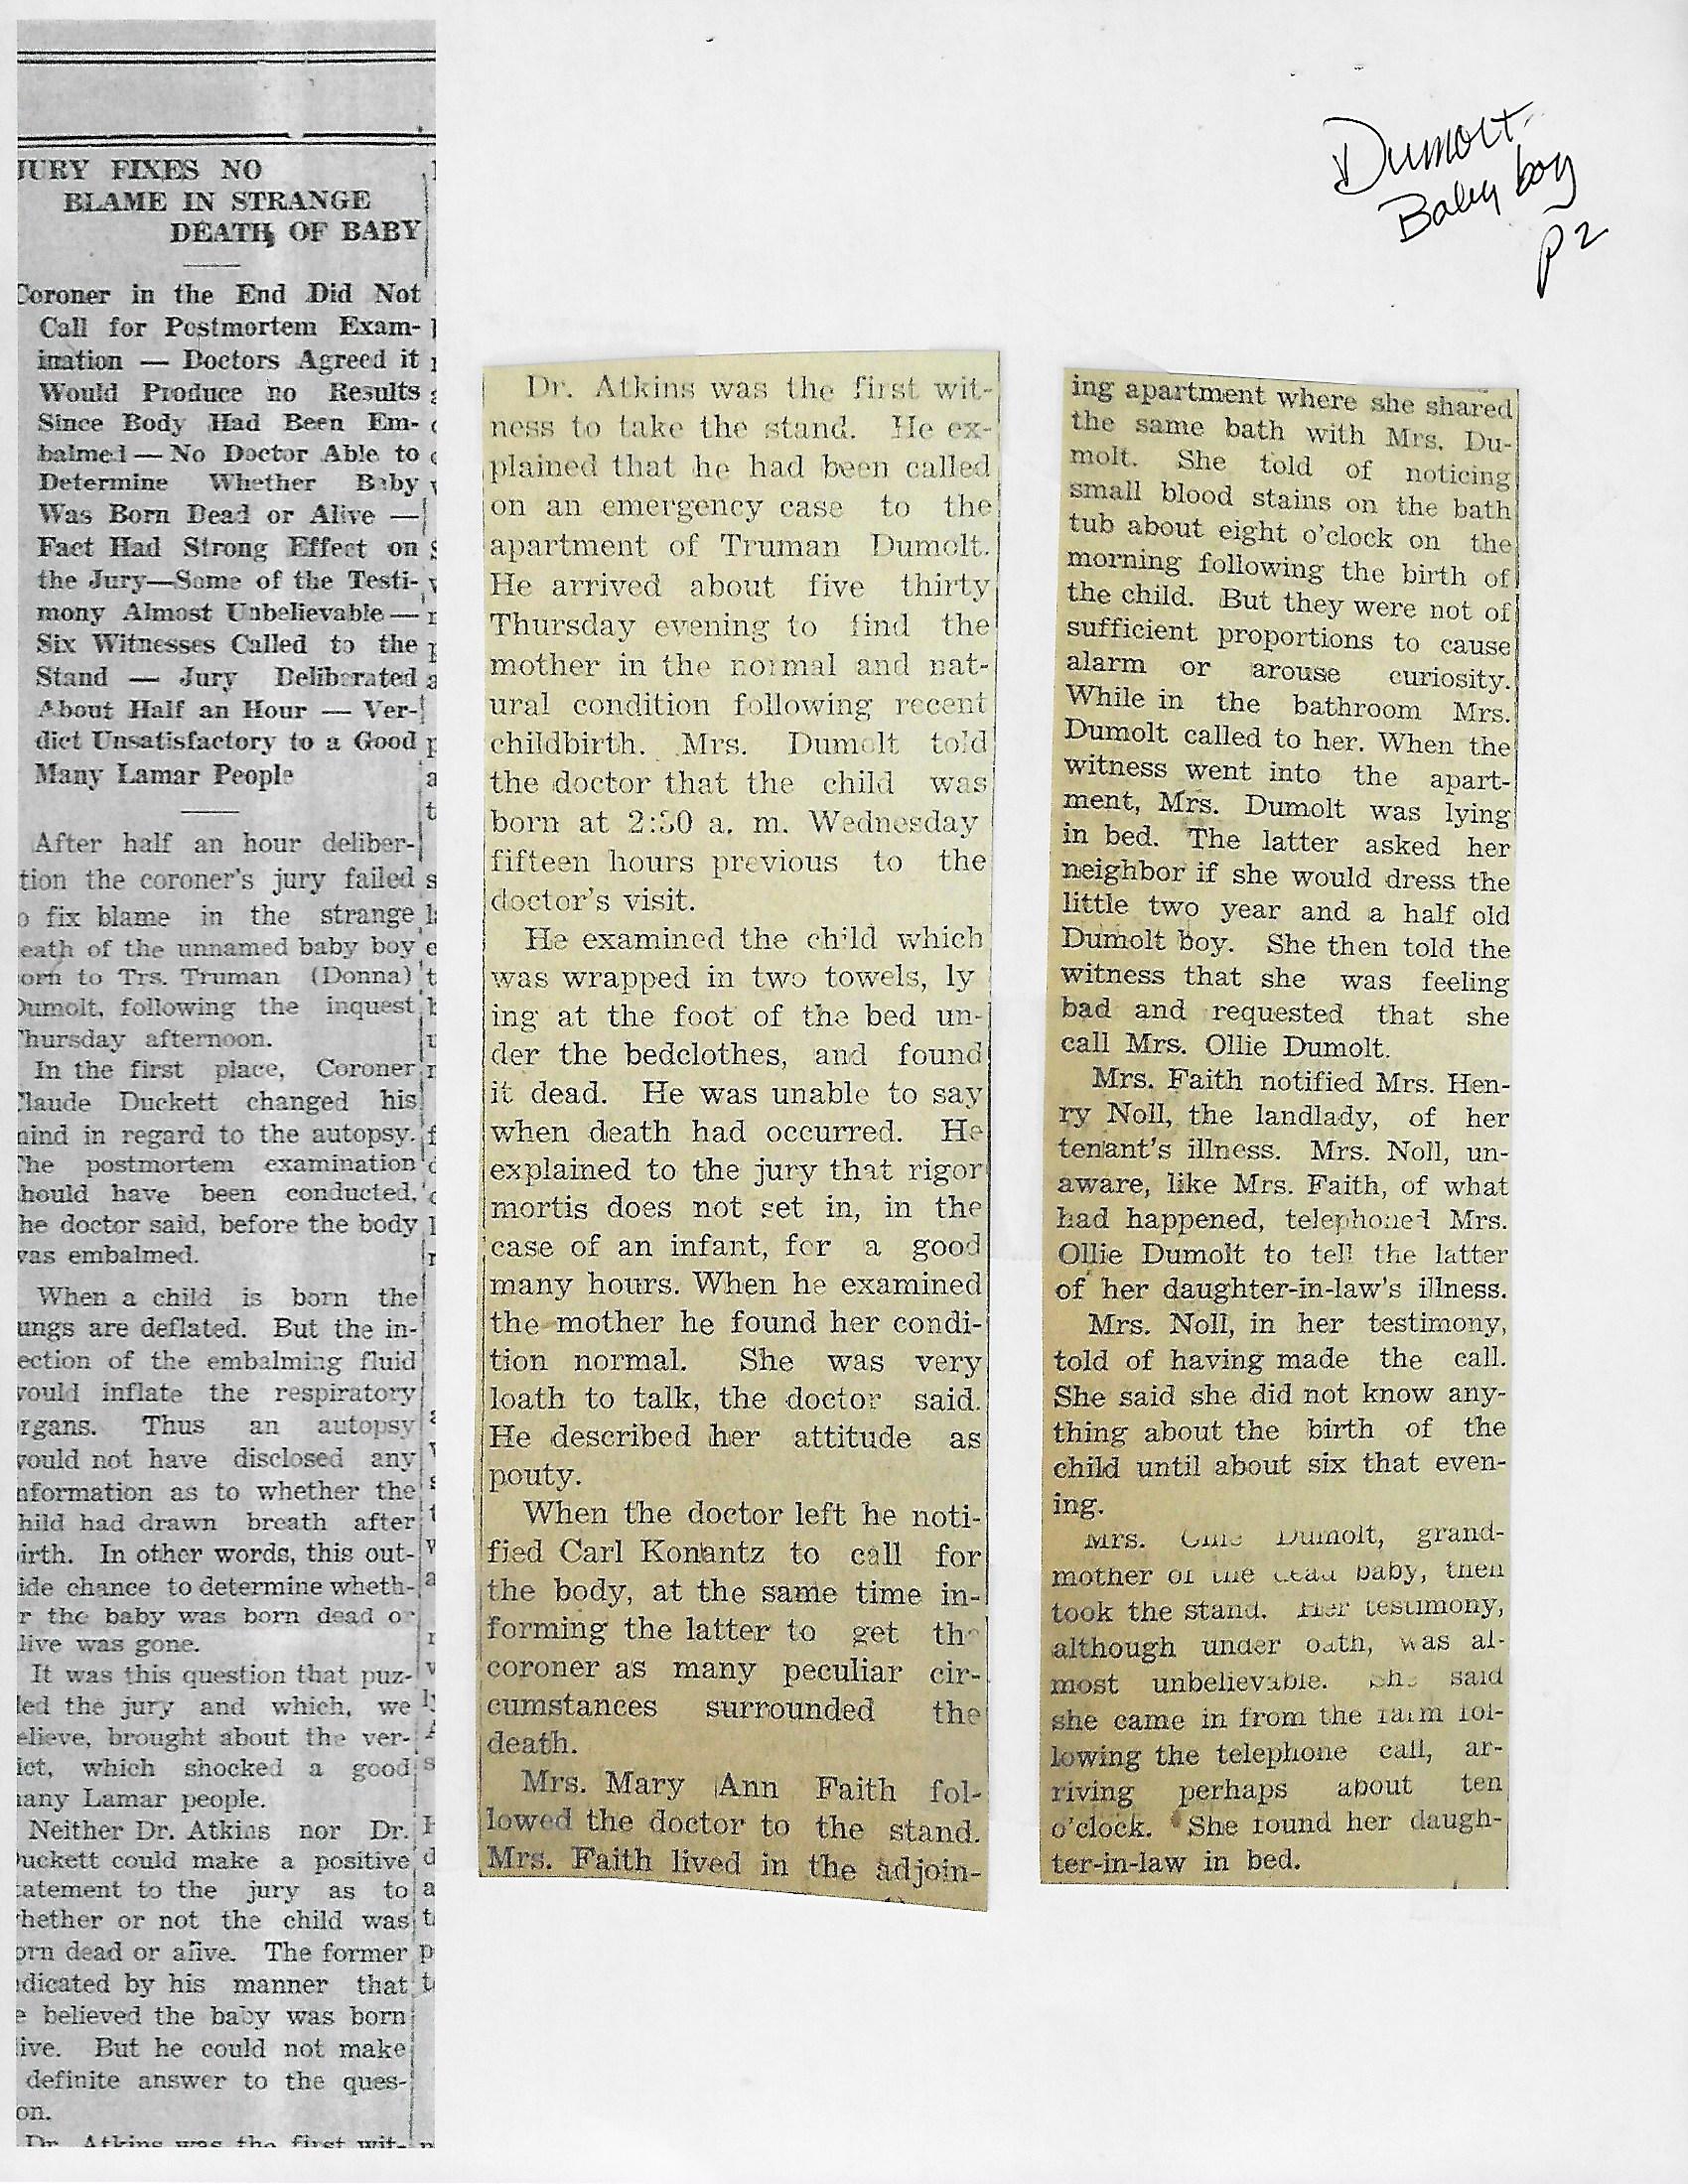 Dumolt
Baby boy
p 2
JURY FIXES NO
BLAME IN STRANGE
DEATH, OF BABY
Coroner in the End Did Not
Call for Postmortem Exam-
ination — Doctors Agreed it
Would Produce no Results
Since Body Had Been Em-
balmed — No Doctor Able to
Determine Whether Baby
Was Born Dead or Alive —
Fact Had Strong Effect on
the Jury—Some of the Testi-
mony Almost Unbelievable —
Six Witnesses Called to the
Stand — Jury Deliberated
About Half an Hour — Ver-
dict Unsatisfactory to a Good
Many Lamar People
After half an hour deliber-
tion the coroner's jury failed
o fix blame in the strange
eath of the unnamed baby boy
orn to Trs. Truman (Donna)
Dumolt, following the inquest
Thursday afternoon.
In the first place, Coroner
Claude Duckett changed his
mind in regard to the autopsy.
The postmortem examination
should have been conducted,
he doctor said, before the body
was embalmed.
When a child is born the
ungs are deflated. But the in-
ection of the embalming fluid
would inflate the respiratory
rgans. Thus an autopsy
would not have disclosed any
nformation as to whether the
hild had drawn breath after
irth. In other words, this out-
ide chance to determine wheth-
r the baby was born dead or
live was gone.
It was this question that puz-
led the jury and which, we
elieve, brought about the ver-
ict, which shocked a good
many Lamar people.
Neither Dr. Atkins nor Dr.
Duckett could make a positive
tatement to the jury as to
whether or not the child was
orn dead or alive. The former
ndicated by his manner that
e believed the baby was born
live. But he could not make
definite answer to the ques-
on.
Dr. Atkins was the first wit-
Dr. Atkins was the first wit-
ness to take the stand. He ex-
plained that he had been called
on an emergency case to the
apartment of Truman Dumolt.
He arrived about five thirty
Thursday evening to find the
mother in the normal and nat-
ural condition following recent
childbirth. Mrs. Dumolt told
the doctor that the child was
born at 2:30 a. m. Wednesday
fifteen hours previous to the
doctor's visit.
He examined the child which
was wrapped in two towels, ly
ing at the foot of the bed un-
der the bedclothes, and found
it dead. He was unable to say
when death had occurred. He
explained to the jury that rigor
mortis does not set in, in the
case of an infant, for a good
many hours. When he examined
the mother he found her condi-
tion normal. She was very
loath to talk, the doctor said.
He described her attitude as
pouty.
When the doctor left he noti-
fied Carl Konantz to call for
the body, at the same time in-
forming the latter to get the
coroner as many peculiar cir-
cumstances surrounded the
death.
Mrs. Mary Ann Faith fol-
lowed the doctor to the stand.
Mrs. Faith lived in the adjoin-
ing apartment where she shared
the same bath with Mrs. Du-
molt. She told of noticing
small blood stains on the bath
tub about eight o'clock on the
morning following the birth of
the child. But they were not of
sufficient proportions to cause
alarm or arouse curiosity.
While in the bathroom Mrs.
Dumolt called to her. When the
witness went into the apart-
ment, Mrs. Dumolt was lying
in bed. The latter asked her
neighbor if she would dress the
little two year and a half old
Dumolt boy. She then told the
witness that she was feeling
bad and requested that she
call Mrs. Ollie Dumolt.
Mrs. Faith notified Mrs. Hen-
ry Noll, the landlady, of her
tenant's illness. Mrs. Noll, un-
aware, like Mrs. Faith, of what
had happened, telephoned Mrs.
Ollie Dumolt to tell the latter
of her daughter-in-law's illness.
Mrs. Noll, in her testimony,
told of having made the call.
She said she did not know any-
thing about the birth of the
child until about six that even-
ing.
Mrs. Ollie Dumolt, grand-
mother of the dead baby, then
took the stand. Her testimony,
although under oath, was al-
most unbelievable. She said
she came in from the farm fol-
lowing the telephone call, ar-
riving perhaps about ten
o'clock. She found her daugh-
ter-in-law in bed.